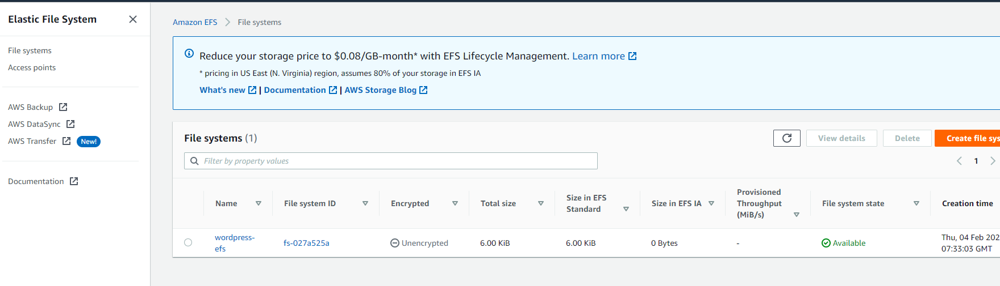 Elastic File System
File systems
Access points
AWS Backup
AWS DataSync
AWS Transfer New!
Documentation
Amazon EFS File systems
Reduce your storage price to $0.08/GB-month* with EFS Lifecycle Management. Learn more
* pricing in US East (N. Virginia) region, assumes 80% of your storage in EFS IA
What's new | Documentation | AWS Storage Blog
File systems (1)
View details Delete Create file sys
Filter by property values
1
Name File system ID Encrypted Total size Size in EFS Standard Size in EFS IA Provisioned Throughput (MiB/s) File system state Creation time
wordpress-efs fs-027a525a Unencrypted 6.00 KiB 6.00 KiB 0 Bytes - Available Thu, 04 Feb 202
07:33:03 GMT